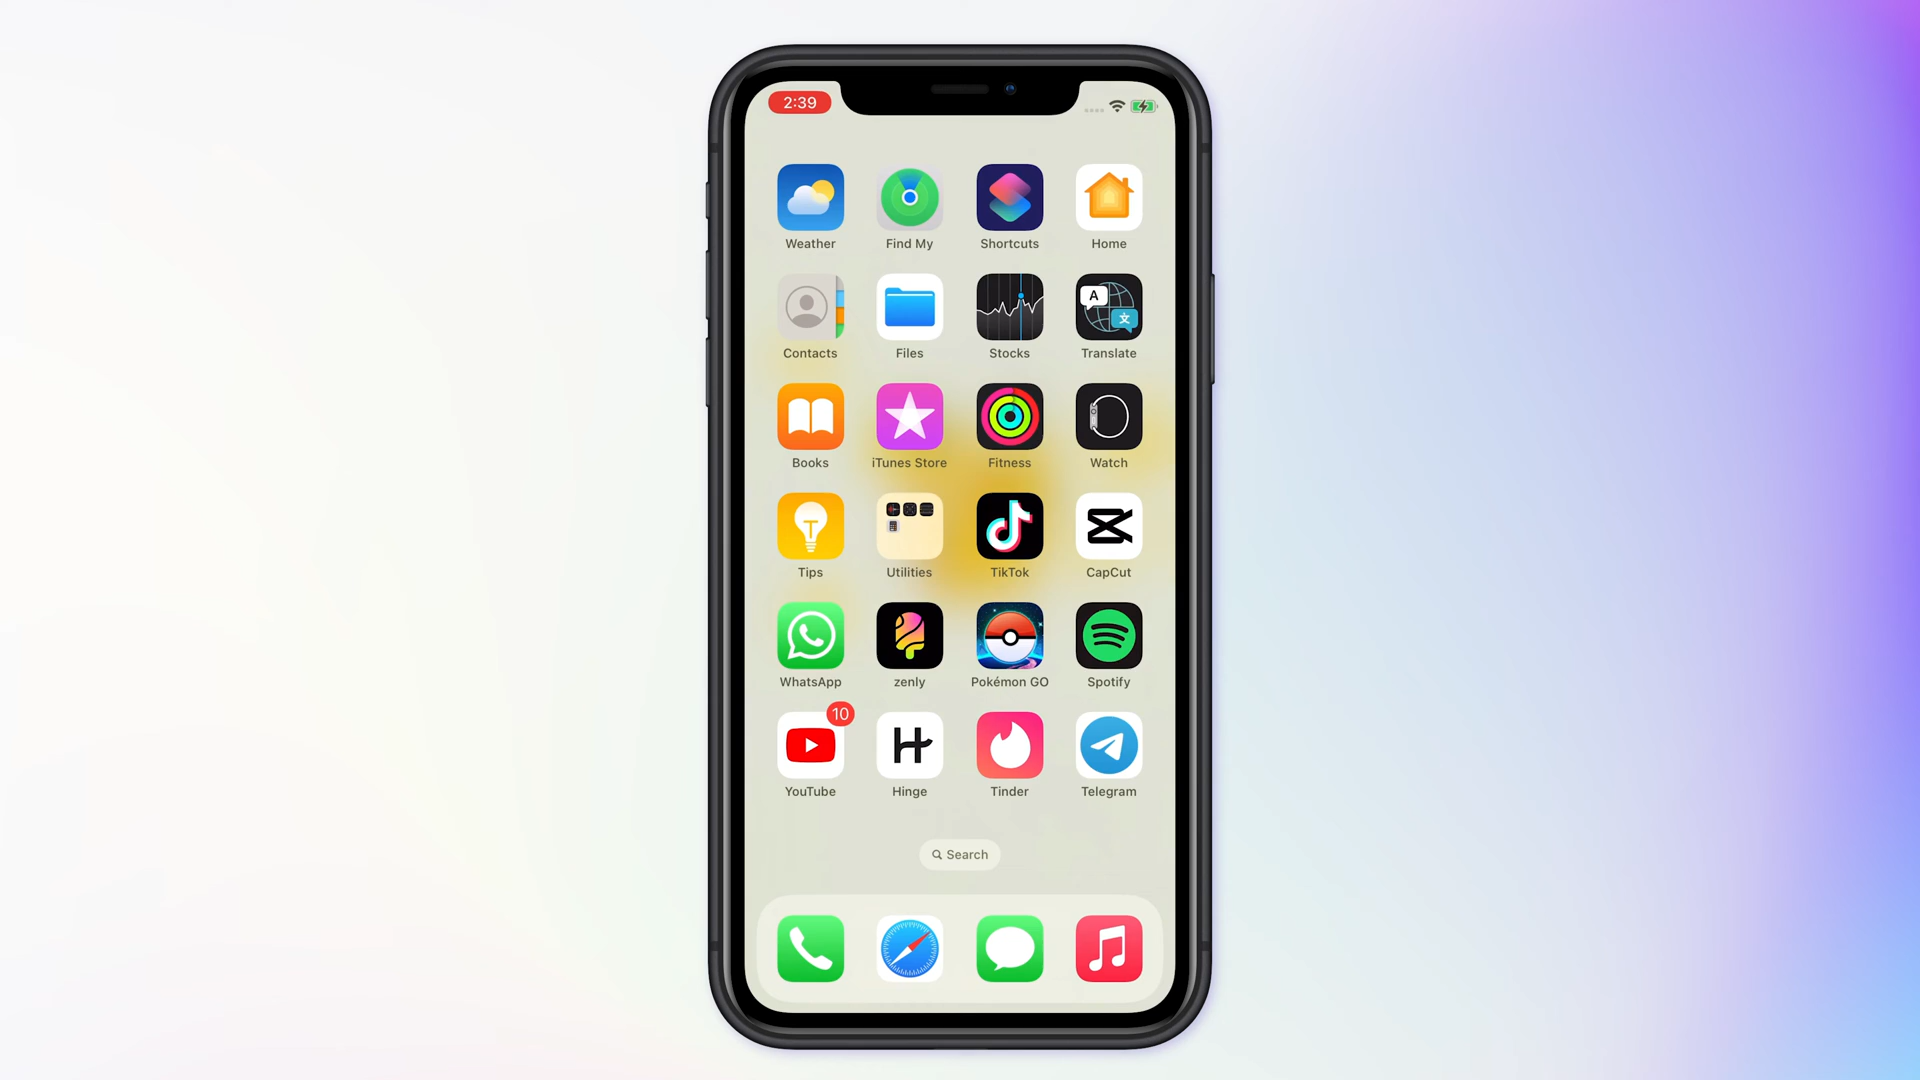 2:39
Weather Find My Shortcuts Home
A 文
Contacts Files Stocks Translate
Books iTunes Store Fitness Watch
Tips Utilities TikTok CapCut
WhatsApp zenly Pokémon GO Spotify
10
YouTube Hinge Tinder Telegram
Search